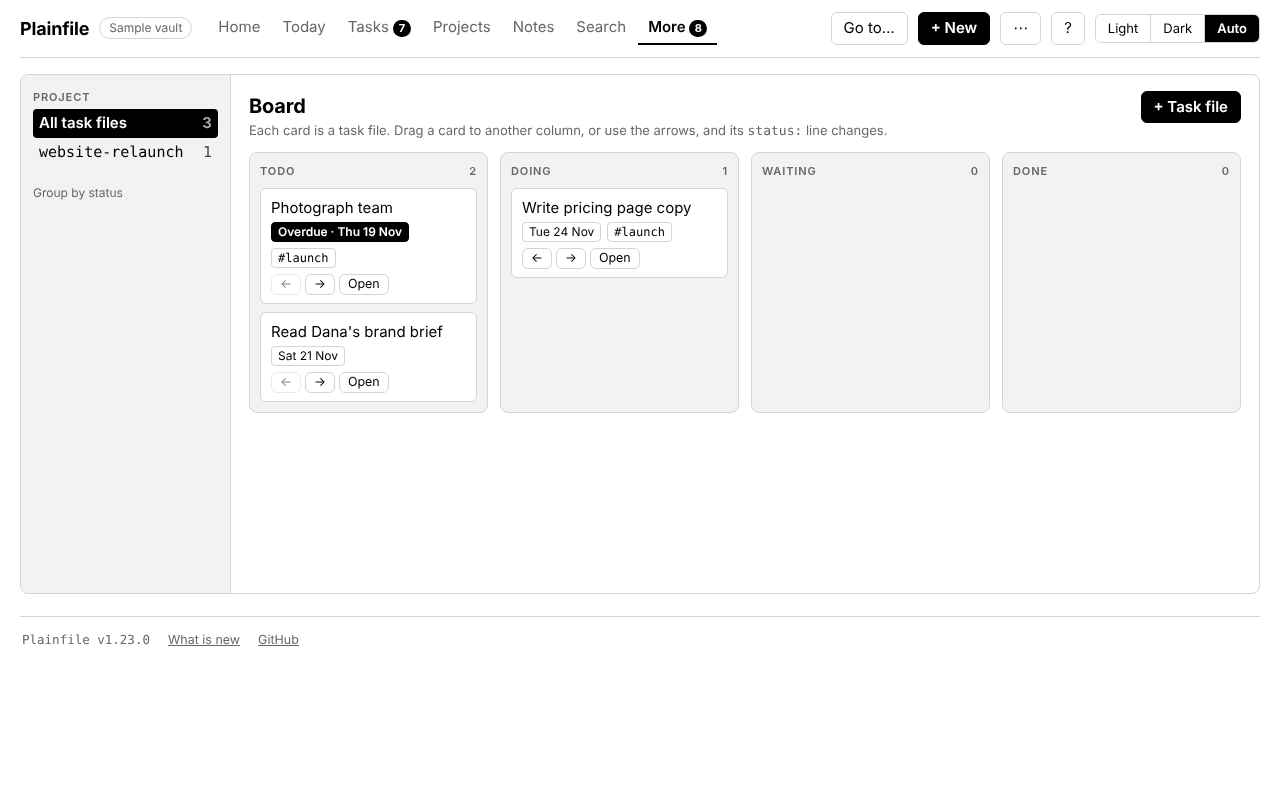 Plainfile Sample vault Home Today Tasks 7 Projects Notes Search More 8 Go to... + New ··· ? Light Dark Auto
PROJECT
All task files 3
website-relaunch 1
Group by status
Board
+ Task file
Each card is a task file. Drag a card to another column, or use the arrows, and its status: line changes.
TODO 2
Photograph team
Overdue · Thu 19 Nov
#launch
← → Open
Read Dana's brand brief
Sat 21 Nov
← → Open
DOING 1
Write pricing page copy
Tue 24 Nov #launch
← → Open
WAITING 0
DONE 0
Plainfile v1.23.0 What is new GitHub